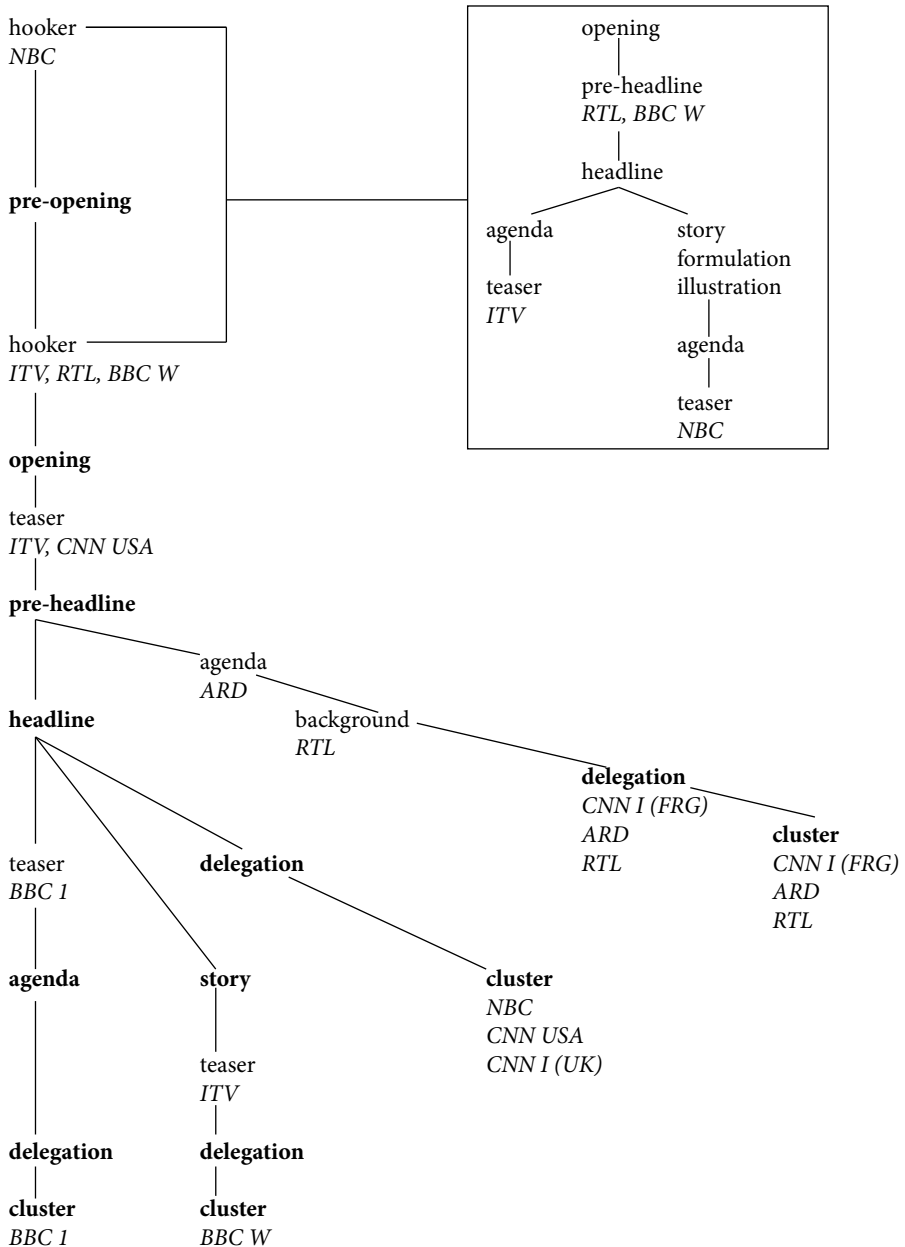 hooker
NBC
pre-opening
hooker
ITV, RTL, BBC W
opening
teaser
ITV, CNN USA
pre-headline
opening
pre-headline
RTL, BBC W
headline
agenda
teaser
ITV
story
formulation
illustration
agenda
teaser
NBC
agenda
ARD
background
RTL
delegation
CNN I (FRG)
ARD
RTL
cluster
CNN I (FRG)
ARD
RTL
headline
teaser
BBC 1
agenda
delegation
cluster
BBC 1
story
teaser
ITV
delegation
cluster
BBC W
delegation
cluster
NBC
CNN USA
CNN I (UK)